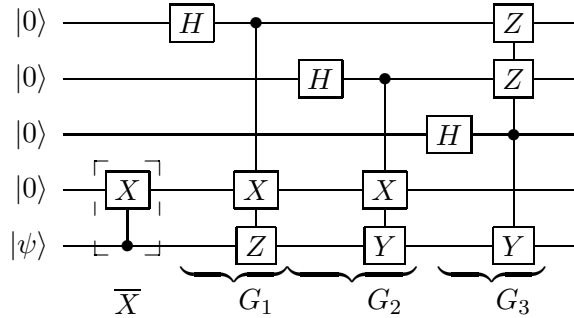 |0⟩ H Z
|0⟩ H Z
|0⟩ H
|0⟩ X X X
|ψ⟩ Z Y Y
X̅ G₁ G₂ G₃